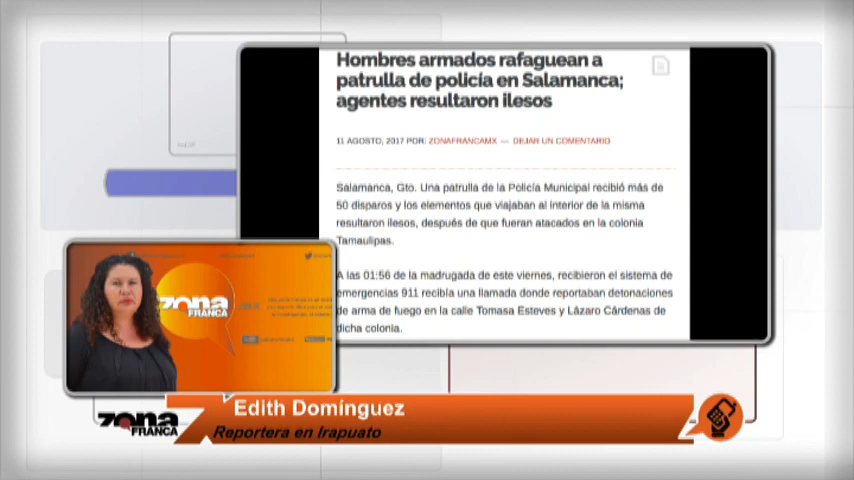 Hombres armados rafaguean a
patrulla de policía en Salamanca;
agentes resultaron ilesos
11 AGOSTO, 2017 POR: ZONAFRANCAMX — DEJAR UN COMENTARIO
Salamanca, Gto. Una patrulla de la Policía Municipal recibió más de
50 disparos y los elementos que viajaban al interior de la misma
resultaron ilesos, después de que fueran atacados en la colonia
Tamaulipas.
A las 01:56 de la madrugada de este viernes, recibieron el sistema de
emergencias 911 recibía una llamada donde reportaban detonaciones
de arma de fuego en la calle Tomasa Esteves y Lázaro Cárdenas de
dicha colonia.
zona
FRANCA
Edith Domínguez
Reportera en Irapuato
zona
FRANCA